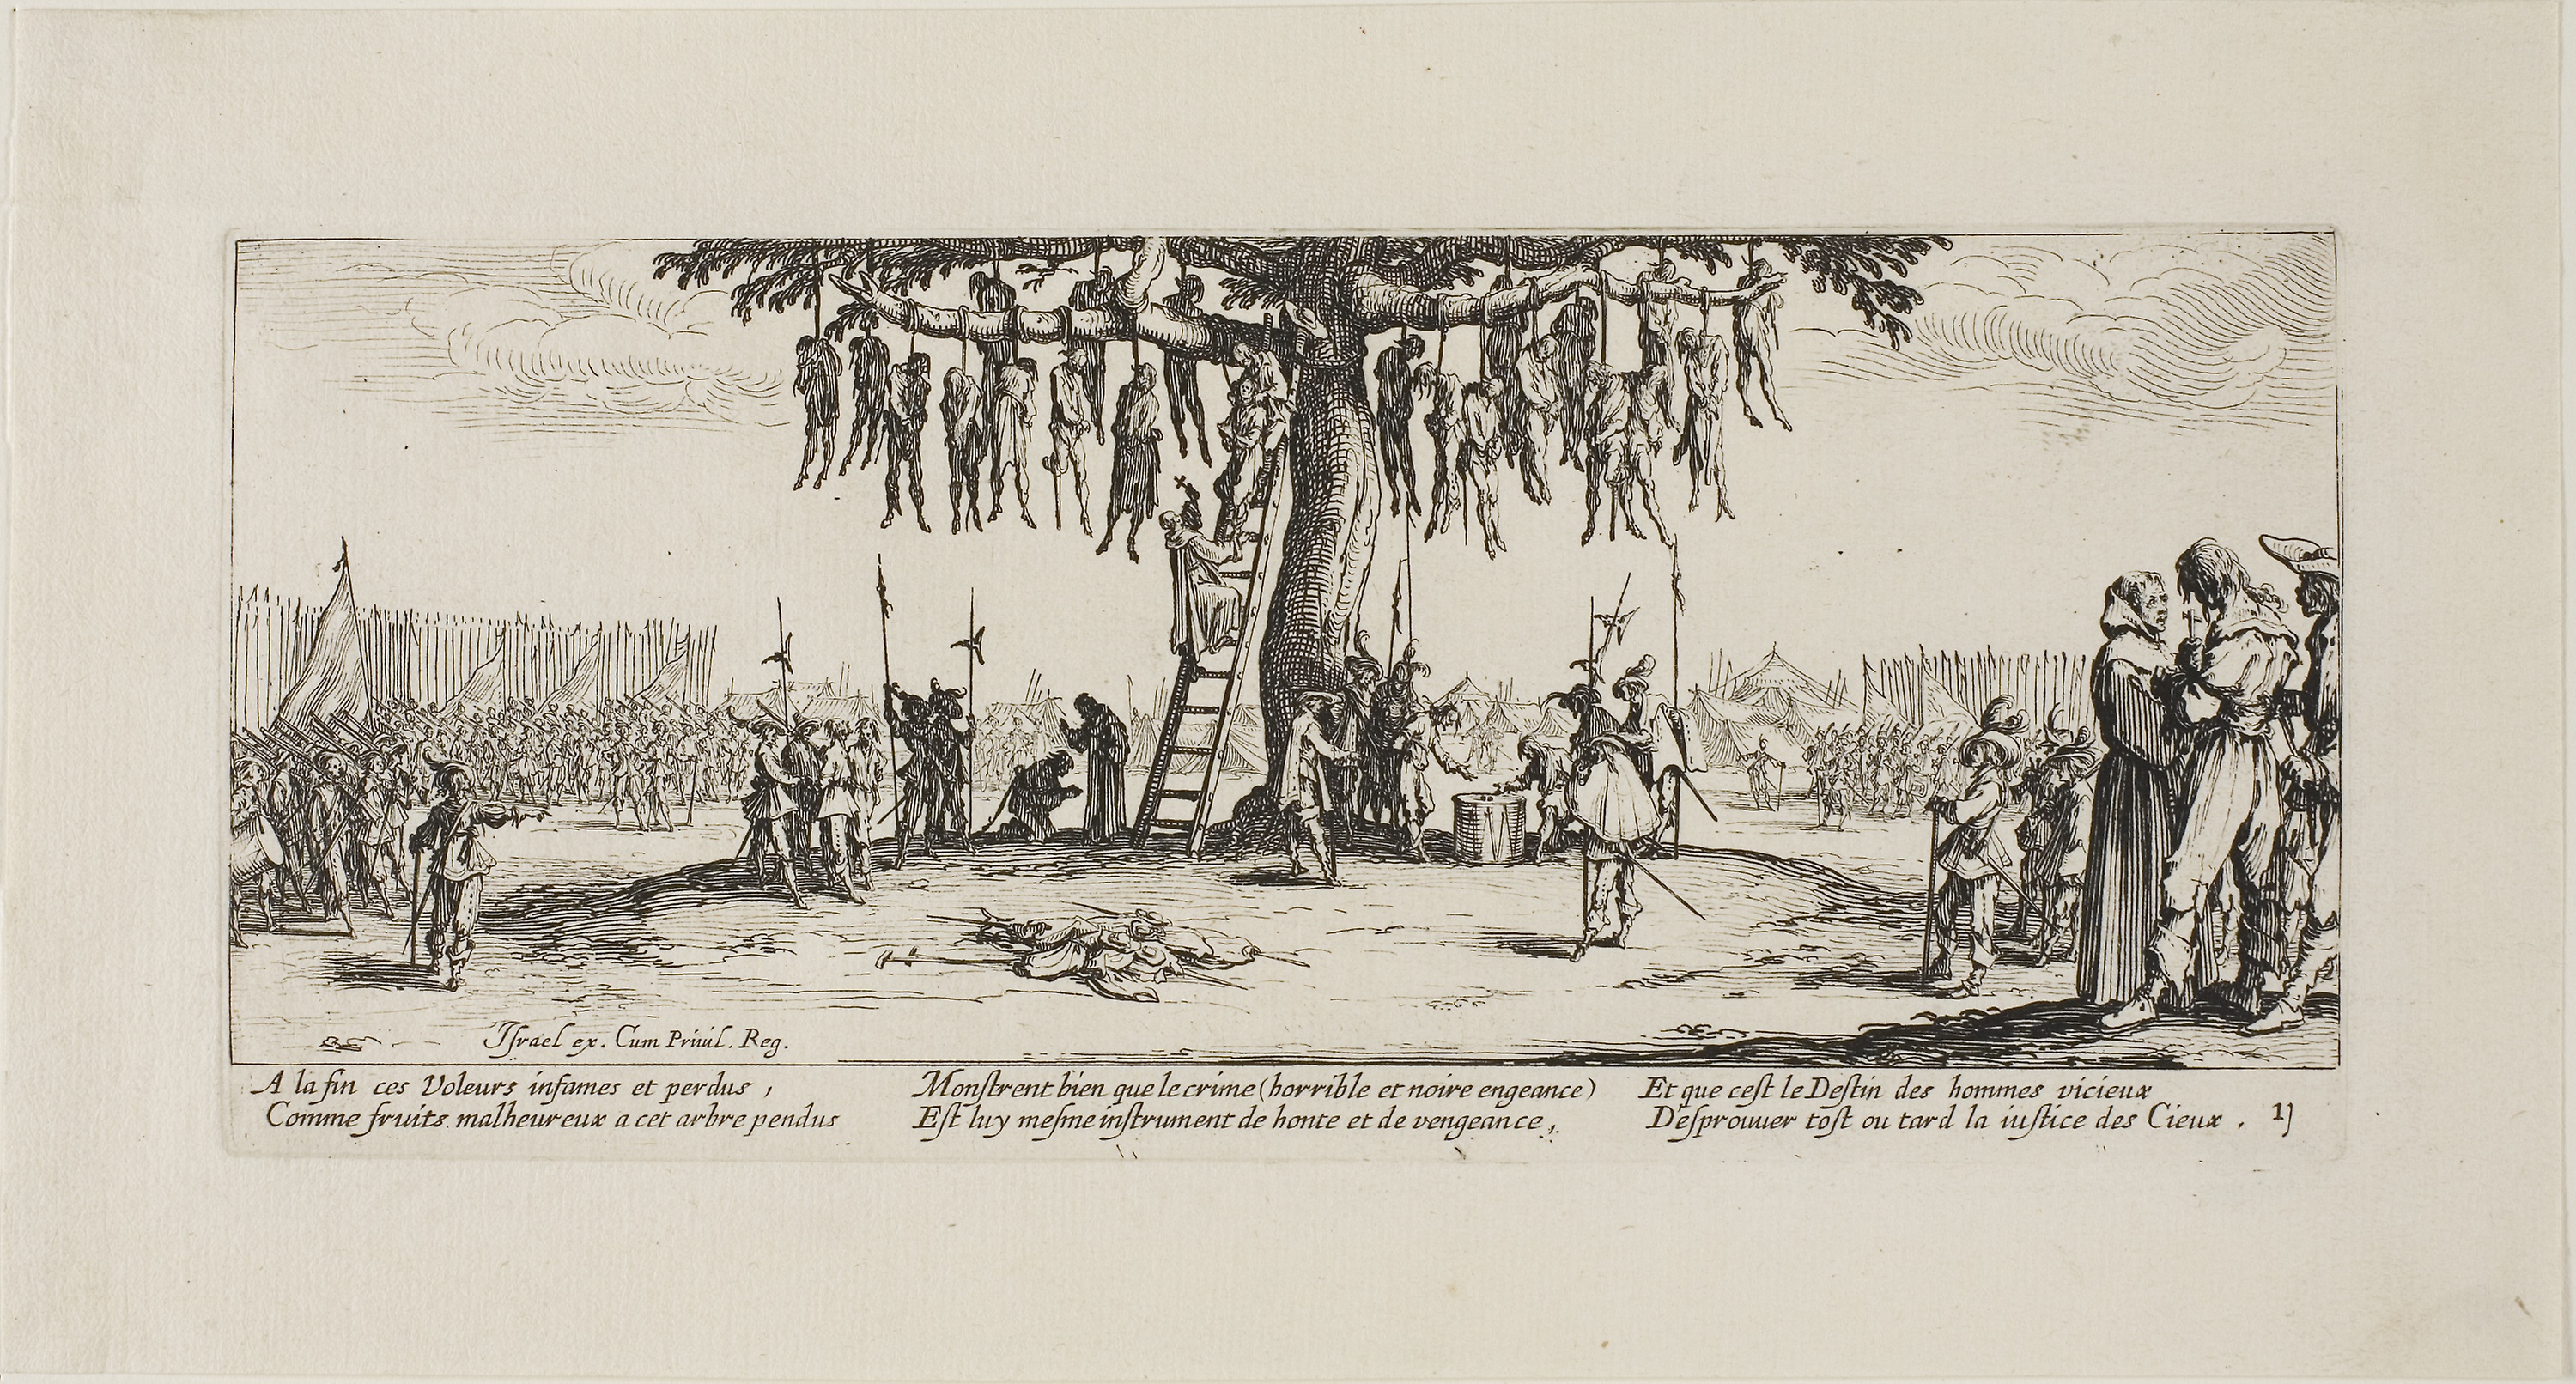 Iſrael ex. Cum Priuil. Reg.
A la fin ces Voleurs infames et perdus ,
Comme fruits malheureux a cet arbre pendus
Monſtrent bien que le crime (horrible et noire engeance)
Eſt luy meſme inſtrument de honte et de vengeance ,
Et que ceſt le Deſtin des hommes vicieux
Deſprouuer toſt ou tard la iuſtice des Cieux . 11